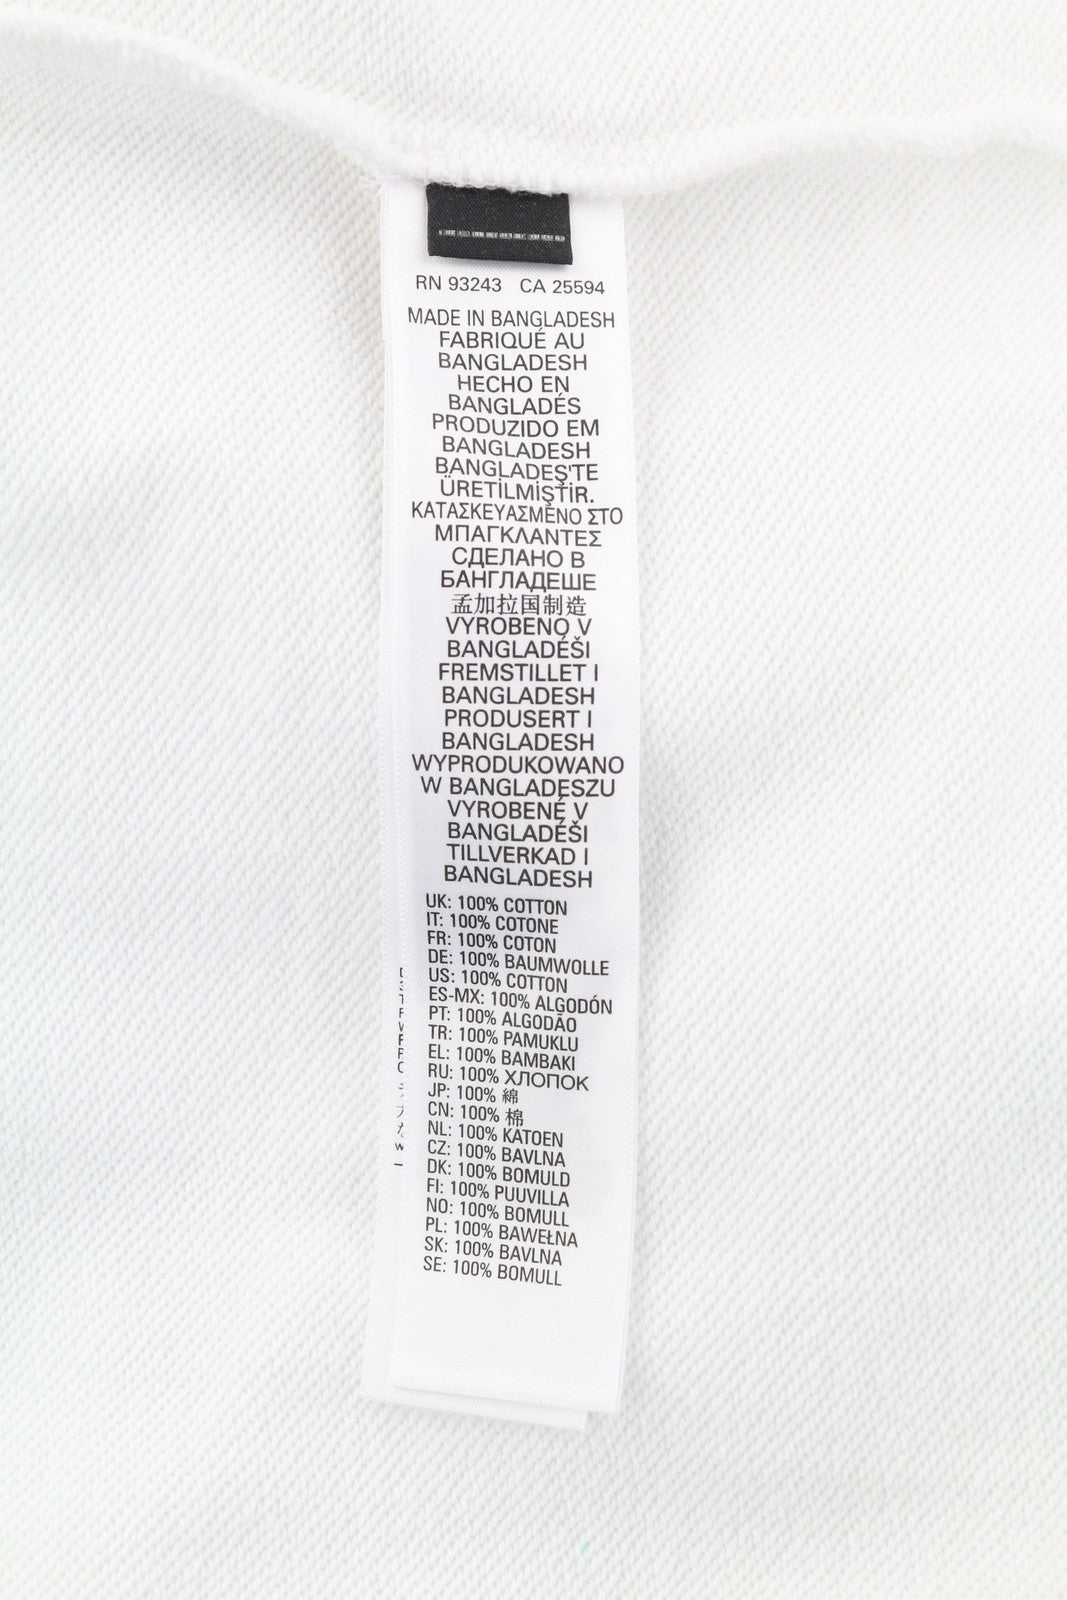 RN 93243 CA 25594
MADE IN BANGLADESH
FABRIQUÉ AU
BANGLADESH
HECHO EN
BANGLADÉS
PRODUZIDO EM
BANGLADESH
BANGLADEŞ'TE
ÜRETİLMİŞTİR.
ΚΑΤΑΣΚΕΥΑΣΜΕΝΟ ΣΤΟ
ΜΠΑΓΚΛΑΝΤΕΣ
СДЕЛАНО В
БАНГЛАДЕШЕ
孟加拉国制造
VYROBENO V
BANGLADÉŠI
FREMSTILLET I
BANGLADESH
PRODUSERT I
BANGLADESH
WYPRODUKOWANO
W BANGLADESZU
VYROBENÉ V
BANGLADÉŠI
TILLVERKAD I
BANGLADESH
UK: 100% COTTON
IT: 100% COTONE
FR: 100% COTON
DE: 100% BAUMWOLLE
US: 100% COTTON
ES-MX: 100% ALGODÓN
PT: 100% ALGODÃO
TR: 100% PAMUKLU
EL: 100% ΒΑΜΒΑΚΙ
RU: 100% ХЛОПОК
JP: 100% 綿
CN: 100% 棉
NL: 100% KATOEN
CZ: 100% BAVLNA
DK: 100% BOMULD
FI: 100% PUUVILLA
NO: 100% BOMULL
PL: 100% BAWEŁNA
SK: 100% BAVLNA
SE: 100% BOMULL